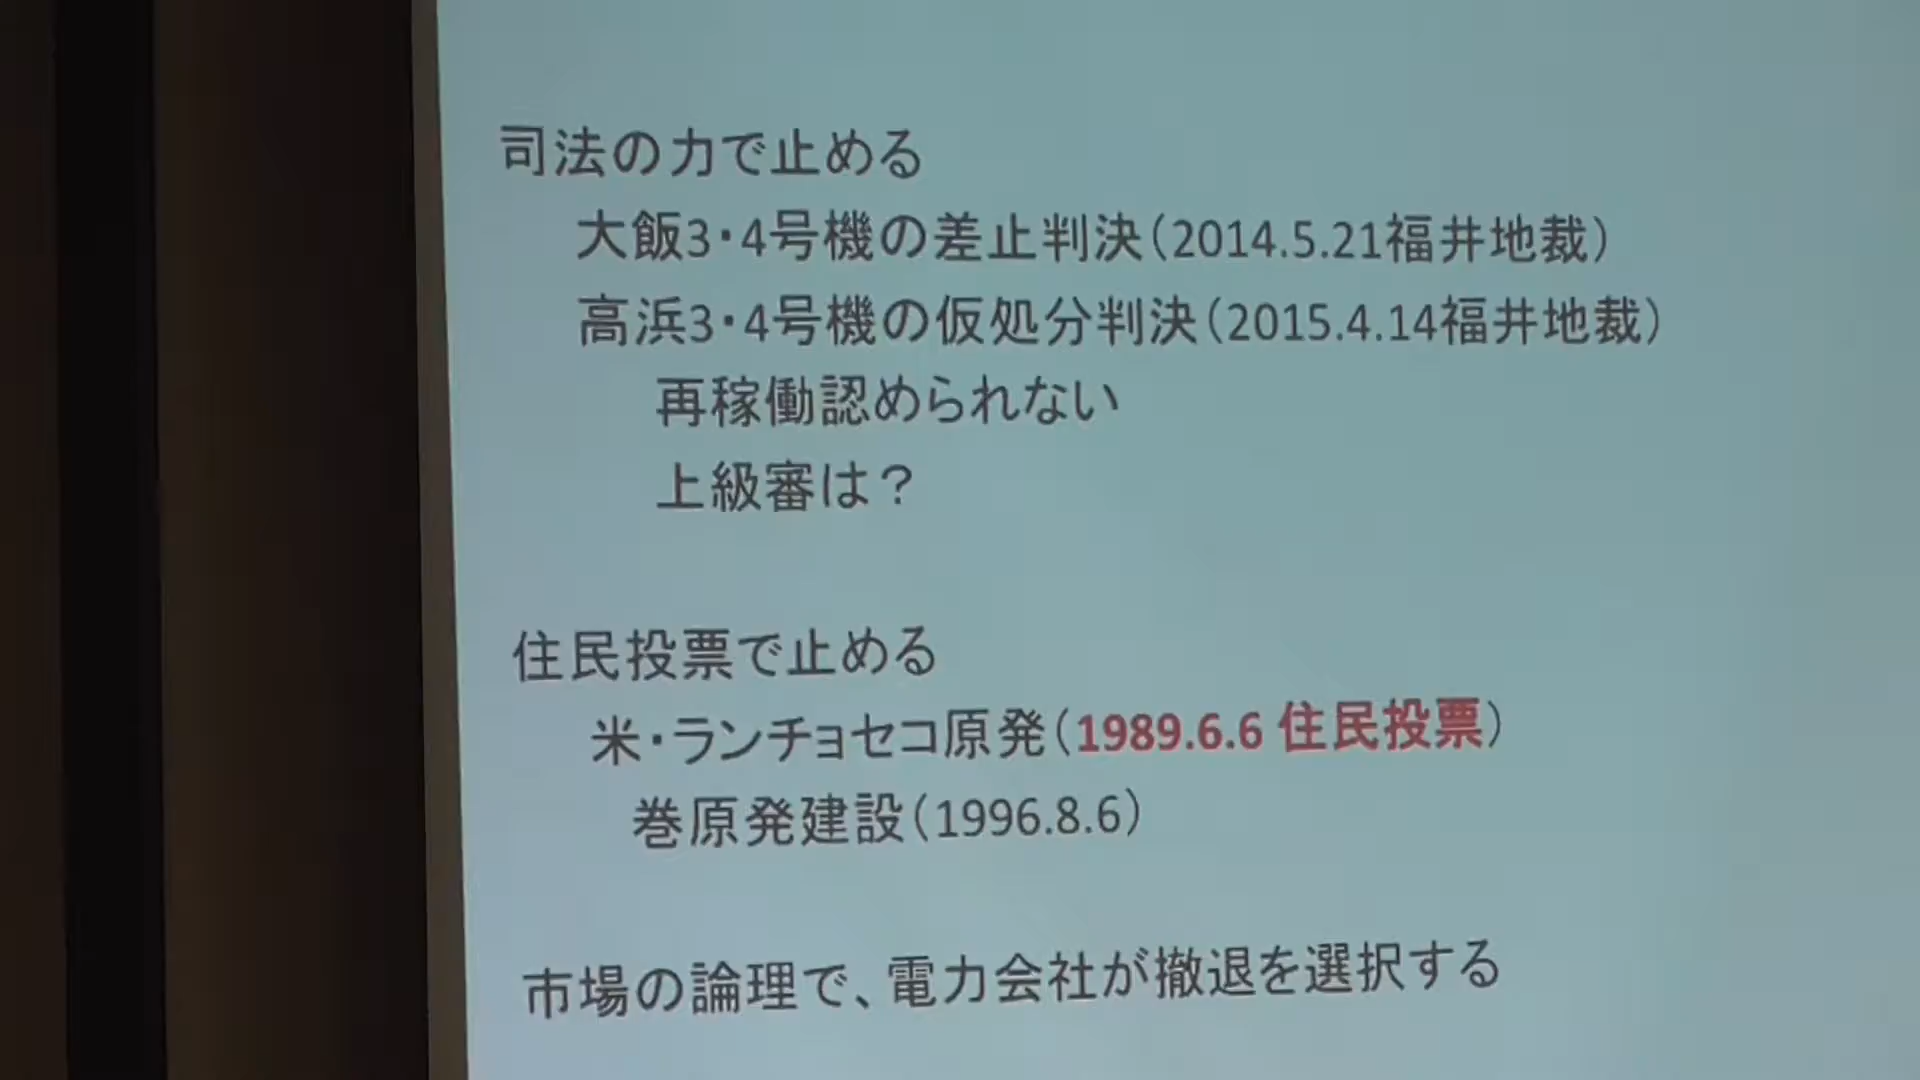 司法の力で止める
大飯3・4号機の差止判決（2014.5.21福井地裁）
高浜3・4号機の仮処分判決（2015.4.14福井地裁）
再稼働認められない
上級審は？
住民投票で止める
米・ランチョセコ原発（1989.6.6 住民投票）
巻原発建設（1996.8.6）
市場の論理で、電力会社が撤退を選択する